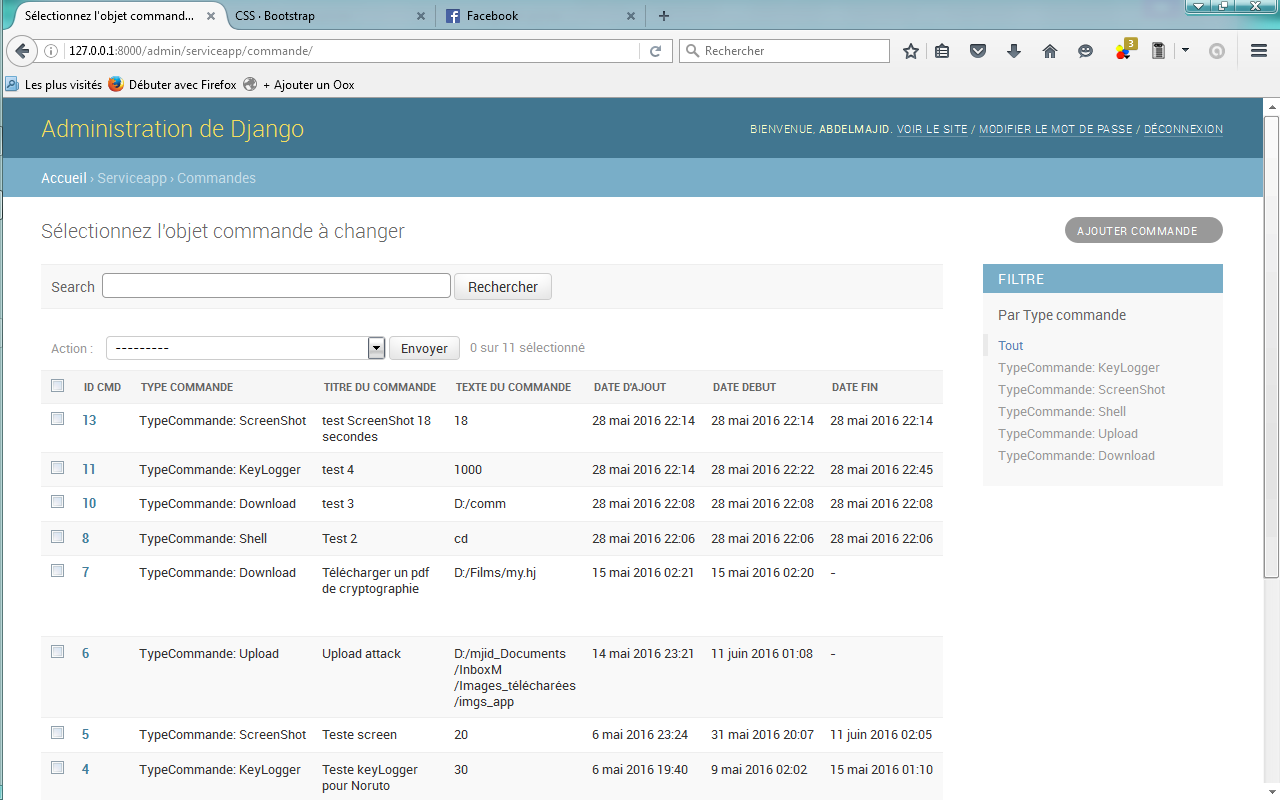 Sélectionnez l'objet command...
CSS · Bootstrap
Facebook
127.0.0.1:8000/admin/serviceapp/commande/
Rechercher
3
Les plus visités
Débuter avec Firefox
+ Ajouter un Oox
Administration de Django
BIENVENUE, ABDELMAJID. VOIR LE SITE / MODIFIER LE MOT DE PASSE / DÉCONNEXION
Accueil › Serviceapp › Commandes
Sélectionnez l'objet commande à changer
AJOUTER COMMANDE
Search
Rechercher
Action :
---------
Envoyer
0 sur 11 sélectionné
ID CMD TYPE COMMANDE TITRE DU COMMANDE TEXTE DU COMMANDE DATE D'AJOUT DATE DEBUT DATE FIN
13 TypeCommande: ScreenShot test ScreenShot 18 18 28 mai 2016 22:14 28 mai 2016 22:14 28 mai 2016 22:14
secondes
11 TypeCommande: KeyLogger test 4 1000 28 mai 2016 22:14 28 mai 2016 22:22 28 mai 2016 22:45
10 TypeCommande: Download test 3 D:/comm 28 mai 2016 22:08 28 mai 2016 22:08 28 mai 2016 22:08
8 TypeCommande: Shell Test 2 cd 28 mai 2016 22:06 28 mai 2016 22:06 28 mai 2016 22:06
7 TypeCommande: Download Télécharger un pdf D:/Films/my.hj 15 mai 2016 02:21 15 mai 2016 02:20 -
de cryptographie
6 TypeCommande: Upload Upload attack D:/mjid_Documents 14 mai 2016 23:21 11 juin 2016 01:08 -
/InboxM
/Images_télécharées
/imgs_app
5 TypeCommande: ScreenShot Teste screen 20 6 mai 2016 23:24 31 mai 2016 20:07 11 juin 2016 02:05
4 TypeCommande: KeyLogger Teste keyLogger 30 6 mai 2016 19:40 9 mai 2016 02:02 15 mai 2016 01:10
pour Noruto
FILTRE
Par Type commande
Tout
TypeCommande: KeyLogger
TypeCommande: ScreenShot
TypeCommande: Shell
TypeCommande: Upload
TypeCommande: Download